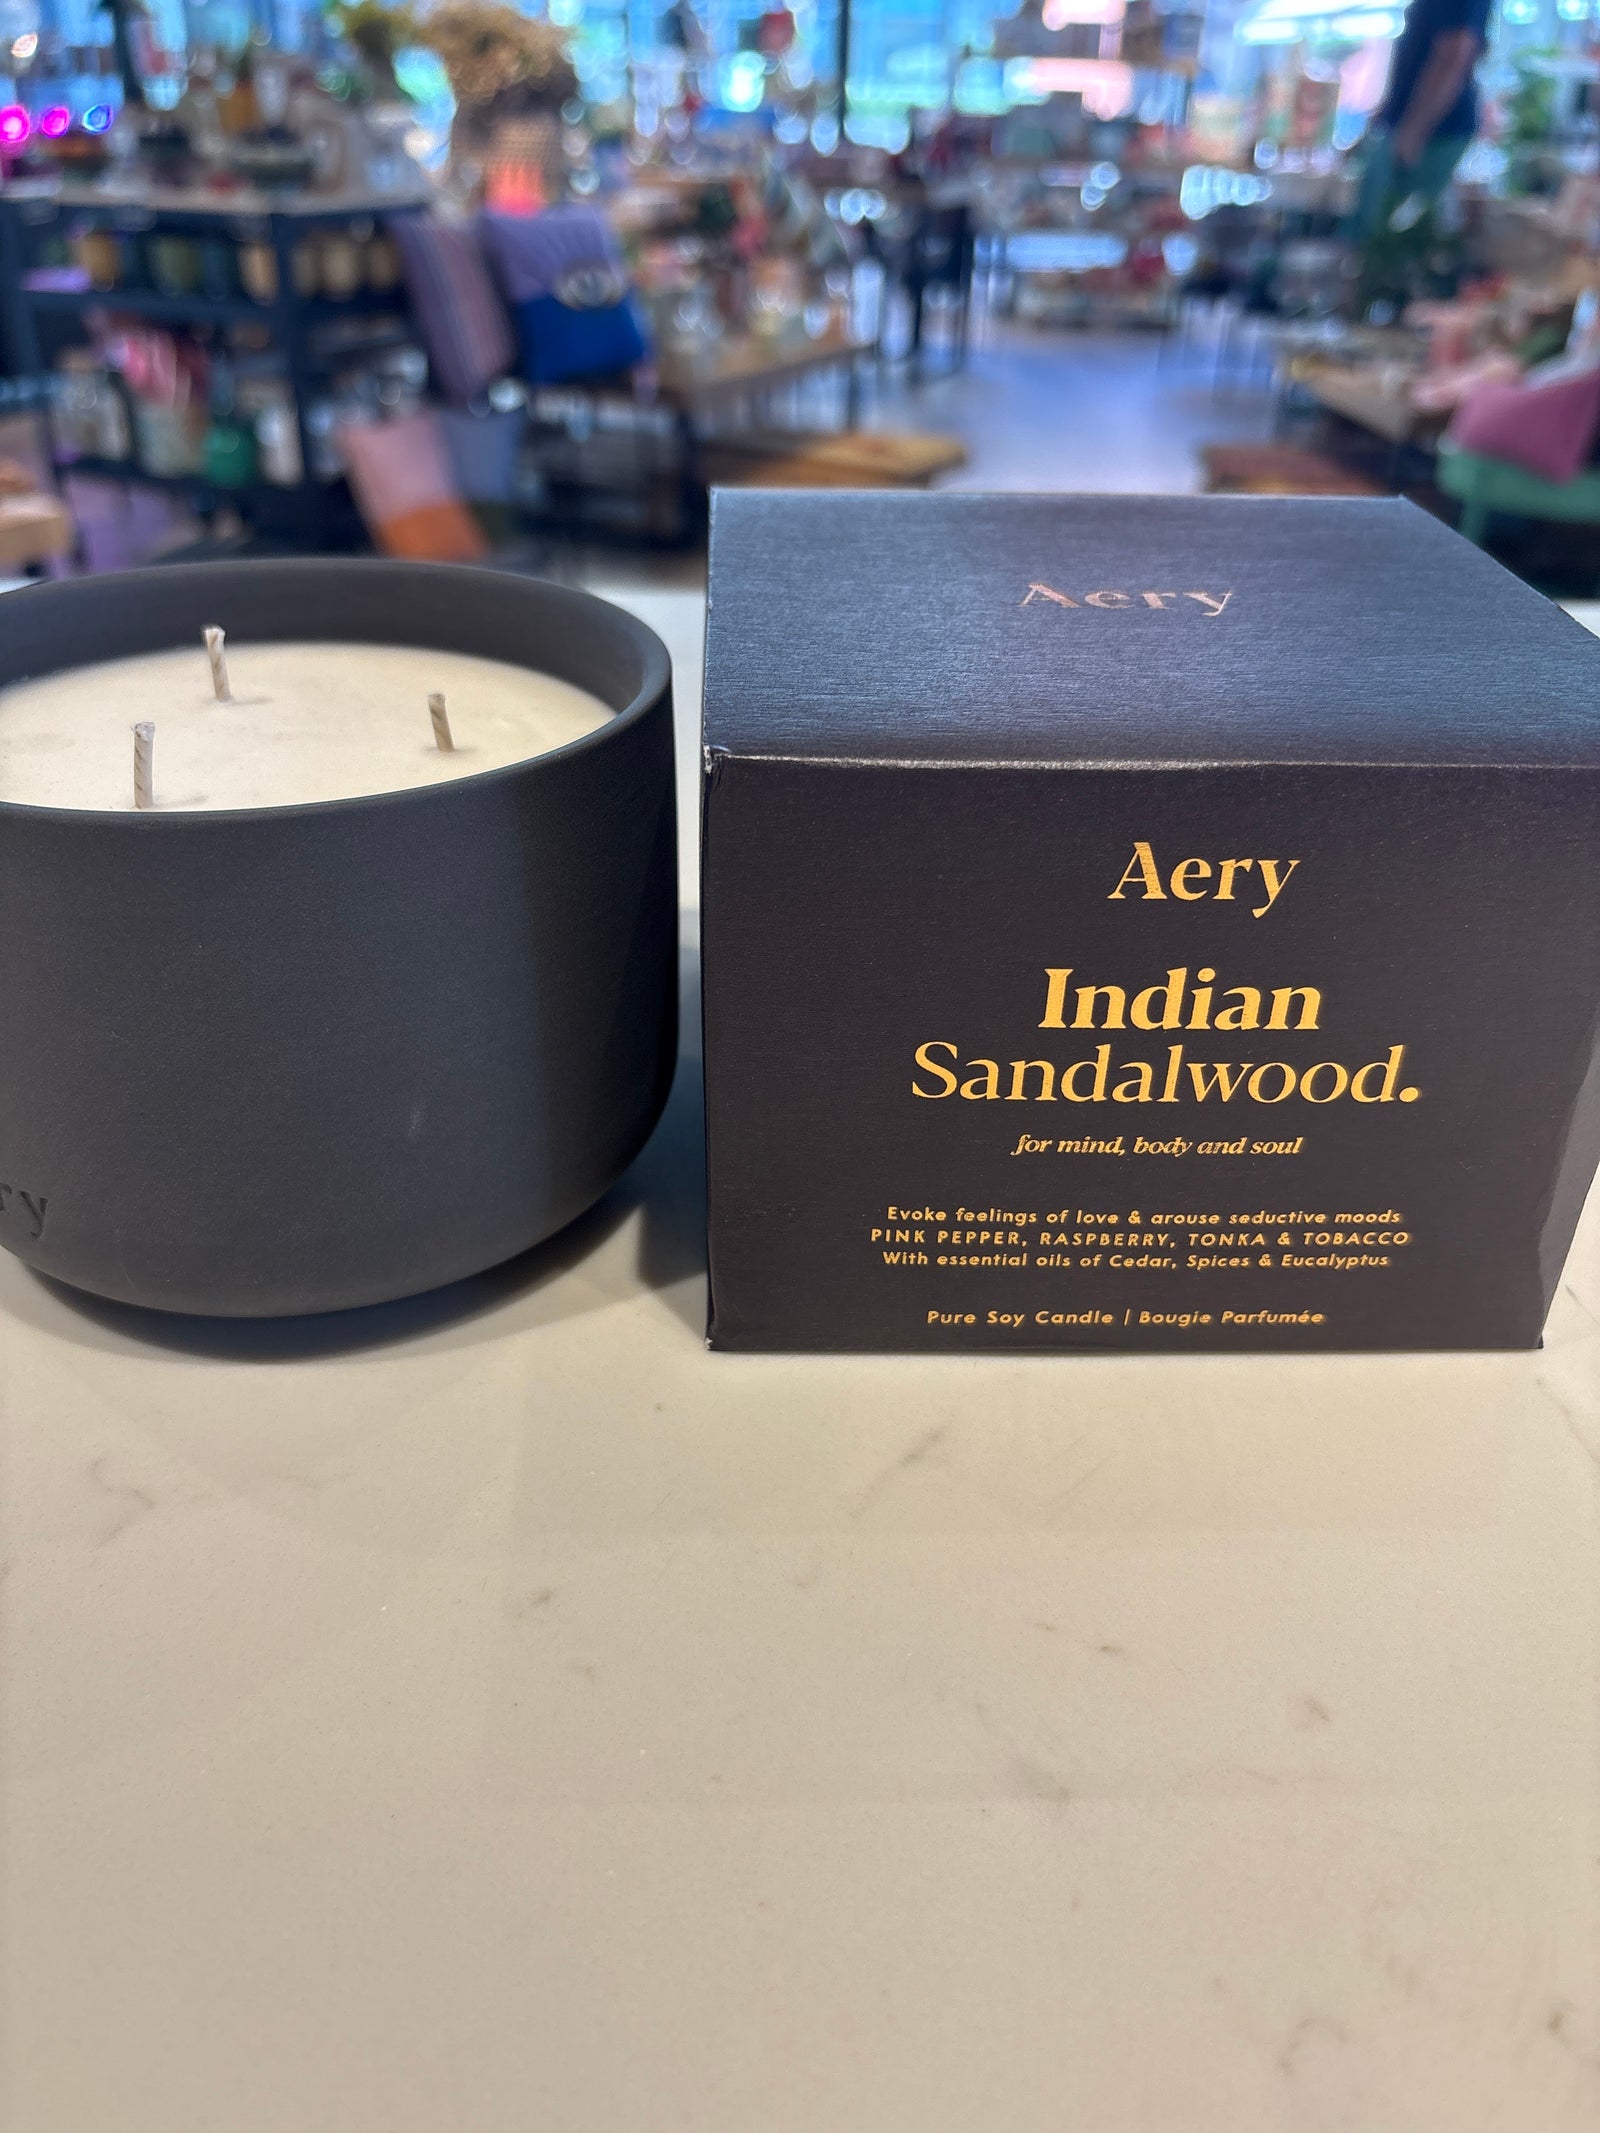 Aery
Aery
Indian
Sandalwood.
for mind, body and soul
Evoke feelings of love & arouse seductive moods
PINK PEPPER, RASPBERRY, TONKA & TOBACCO
With essential oils of Cedar, Spices & Eucalyptus
Pure Soy Candle | Bougie Parfumée
ry